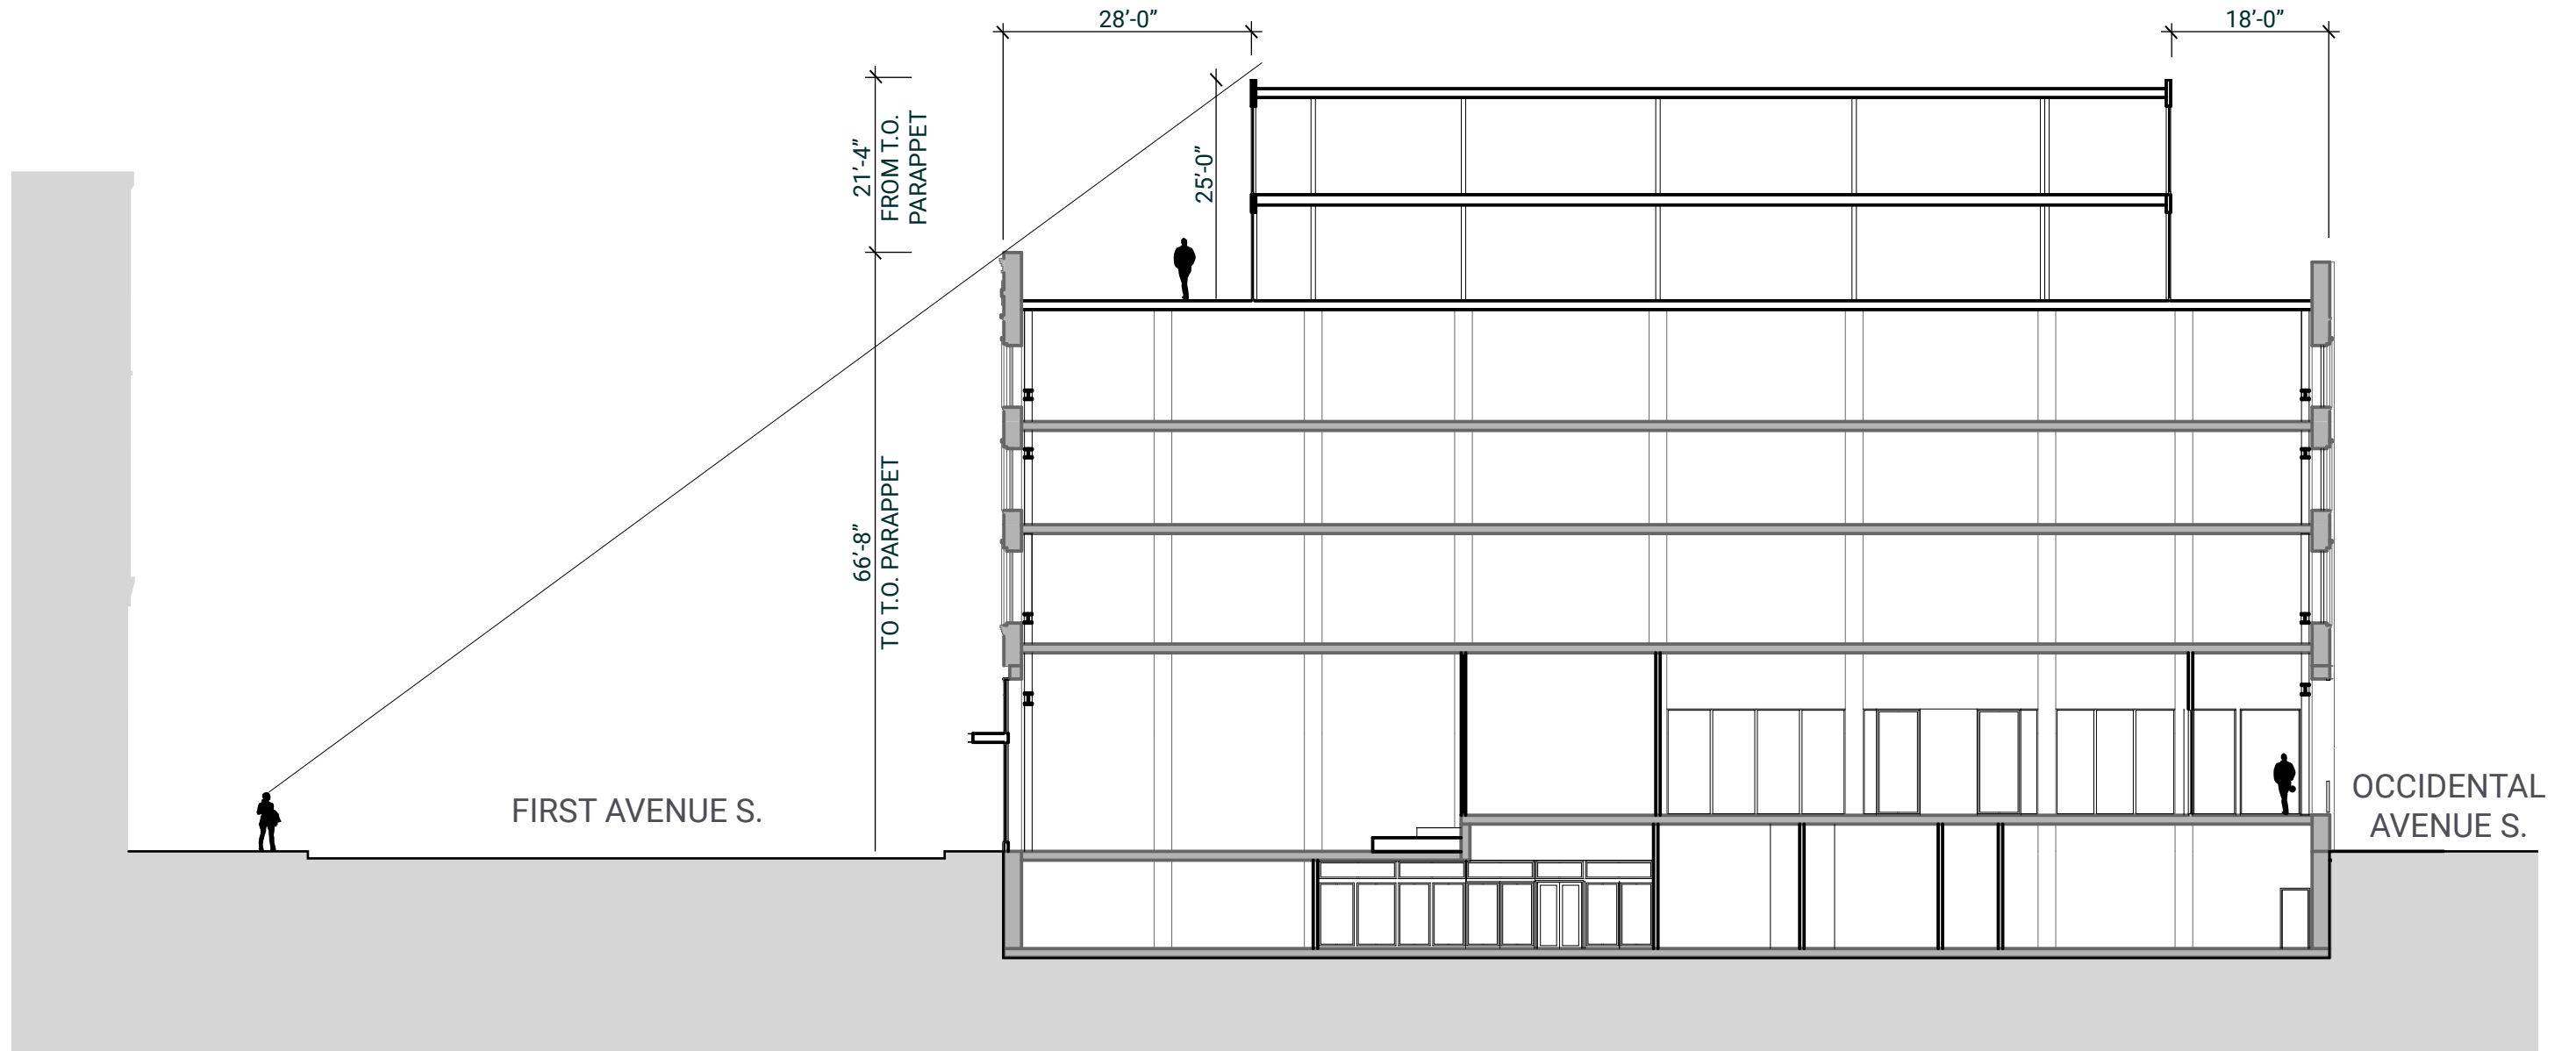 28’-0”
18’-0”
21’-4”
FROM T.O.
PARAPPET
25’-0”
66’-8”
TO T.O. PARAPPET
FIRST AVENUE S.
OCCIDENTAL
AVENUE S.